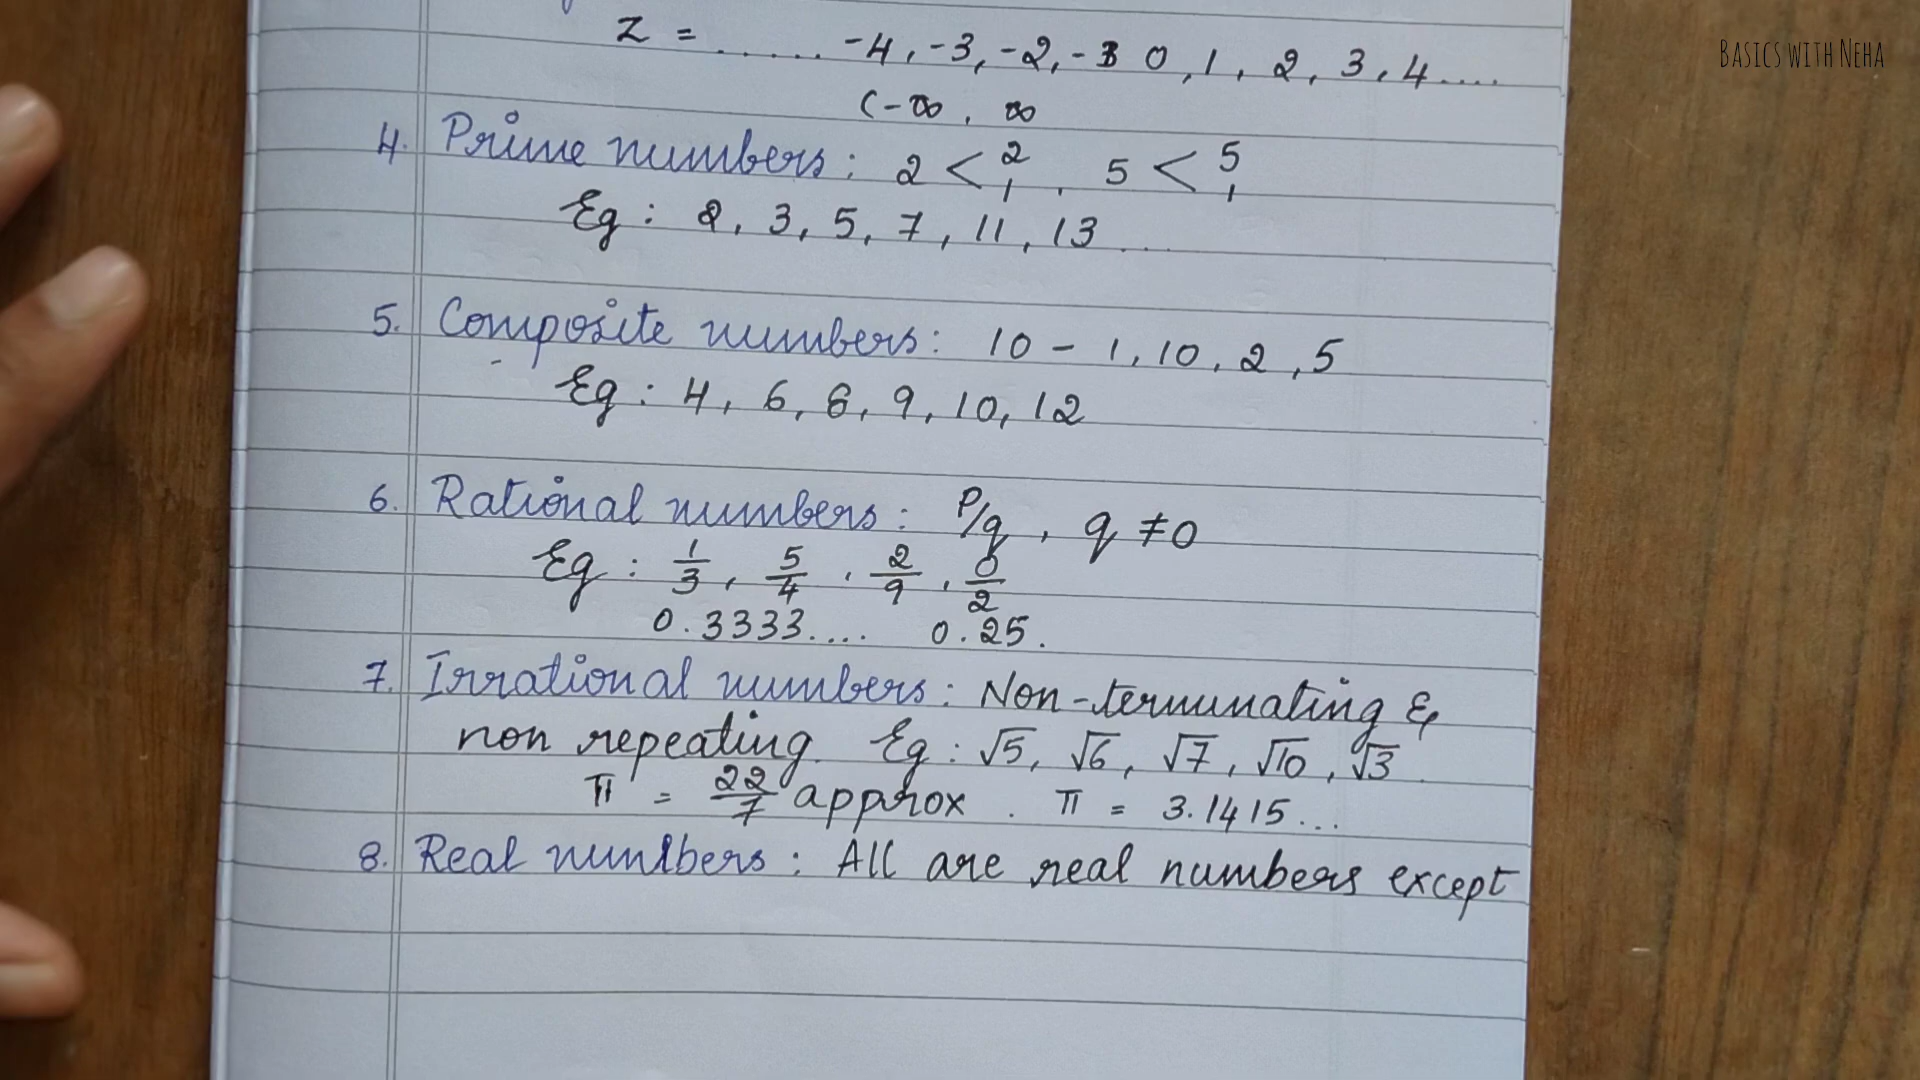 BASICS WITH NEHA
Z = ...... -4, -3, -2, - 0, 1, 2, 3, 4....
(-∞, ∞
4. Prime numbers: 2 < 2 1, 5 < 5 1
Eg: 2, 3, 5, 7, 11, 13...
5. Composite numbers: 10 - 1, 10, 2, 5
Eg: 4, 6, 8, 9, 10, 12
6. Rational numbers: P/q, q ≠ 0
Eg: 1/3, 5/4, 2/9, 0/2
0.3333.... 0.25.
7. Irrational numbers: Non-terminating &
non repeating. Eg: √5, √6, √7, √10, √3
π = 22/7 approx. π = 3.1415...
8. Real numbers: All are real numbers except